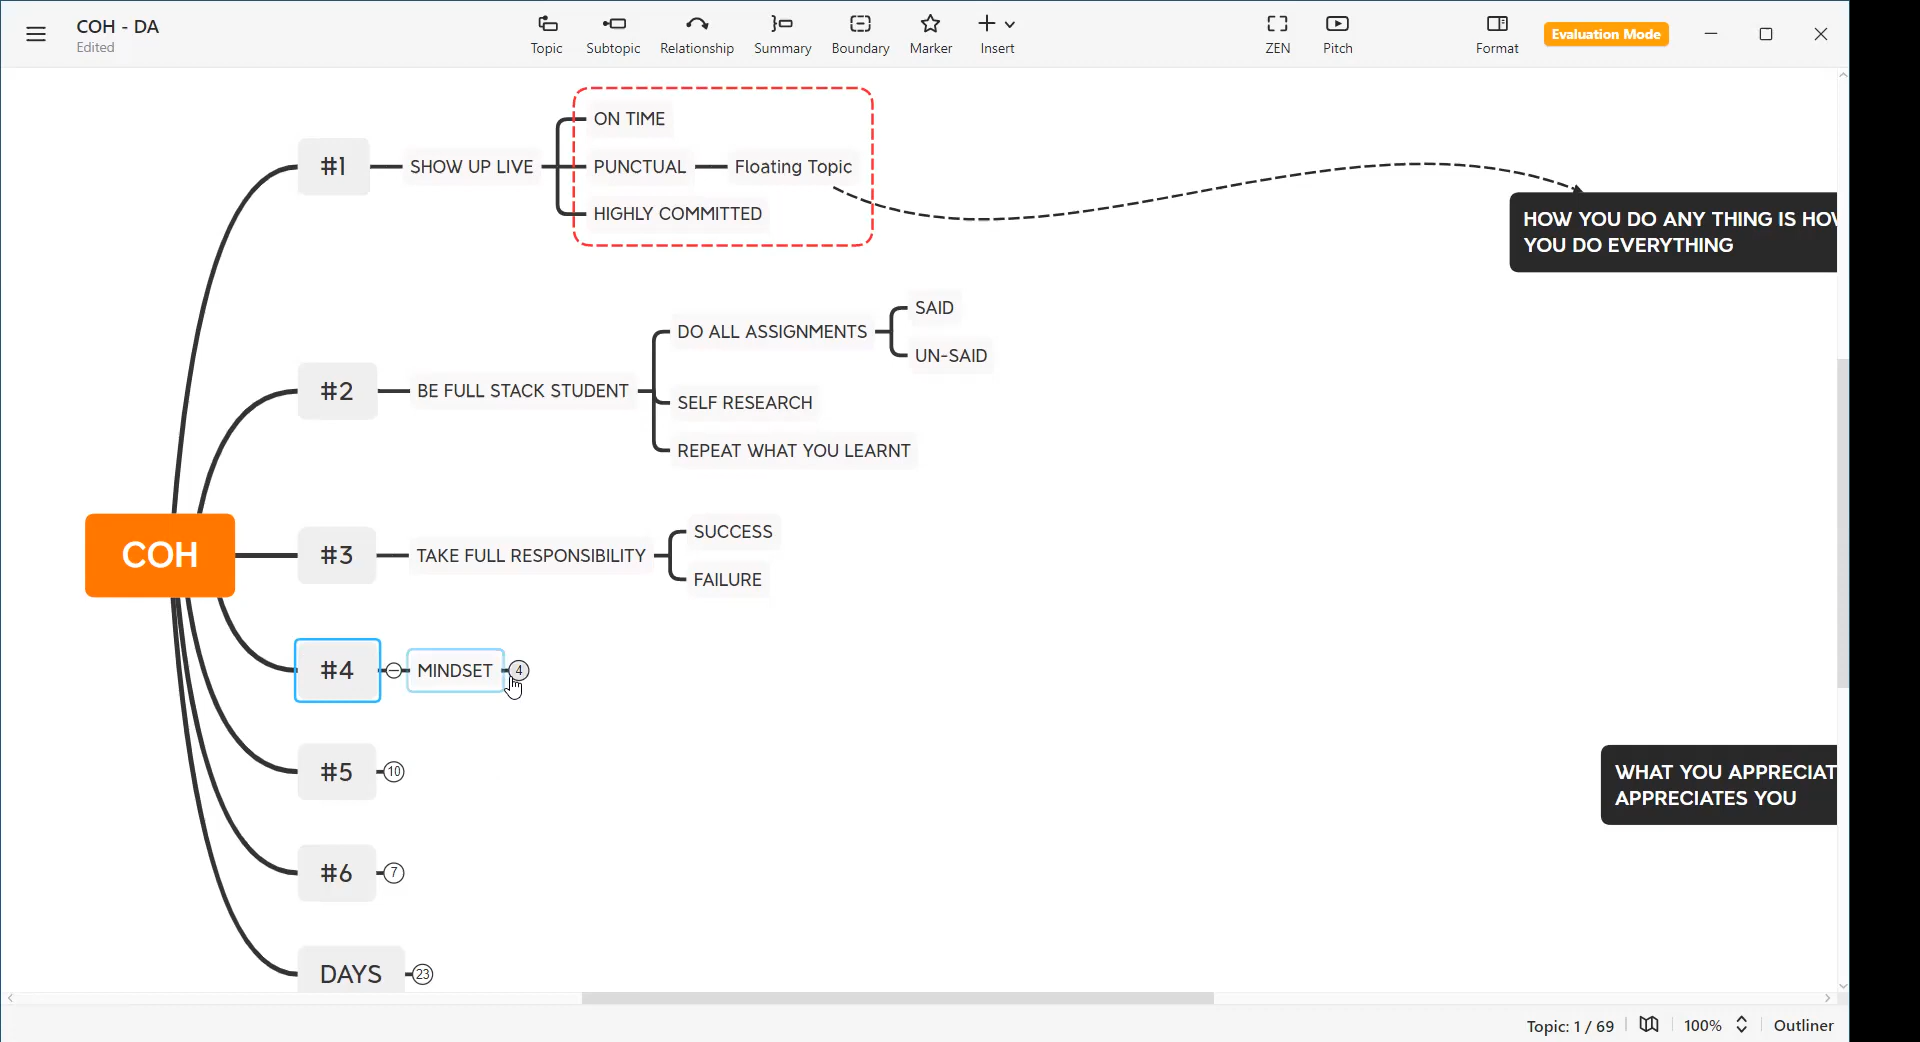 COH - DA
Edited
Topic
Subtopic
Relationship
Summary
Boundary
Marker
Insert
ZEN
Pitch
Format
Evaluation Mode
#1
SHOW UP LIVE
ON TIME
PUNCTUAL
Floating Topic
HIGHLY COMMITTED
HOW YOU DO ANY THING IS HOW
YOU DO EVERYTHING
#2
BE FULL STACK STUDENT
DO ALL ASSIGNMENTS
SAID
UN-SAID
SELF RESEARCH
REPEAT WHAT YOU LEARNT
COH
#3
TAKE FULL RESPONSIBILITY
SUCCESS
FAILURE
#4
MINDSET
4
#5
10
WHAT YOU APPRECIAT
APPRECIATES YOU
#6
7
DAYS
23
Topic: 1 / 69
100%
Outliner